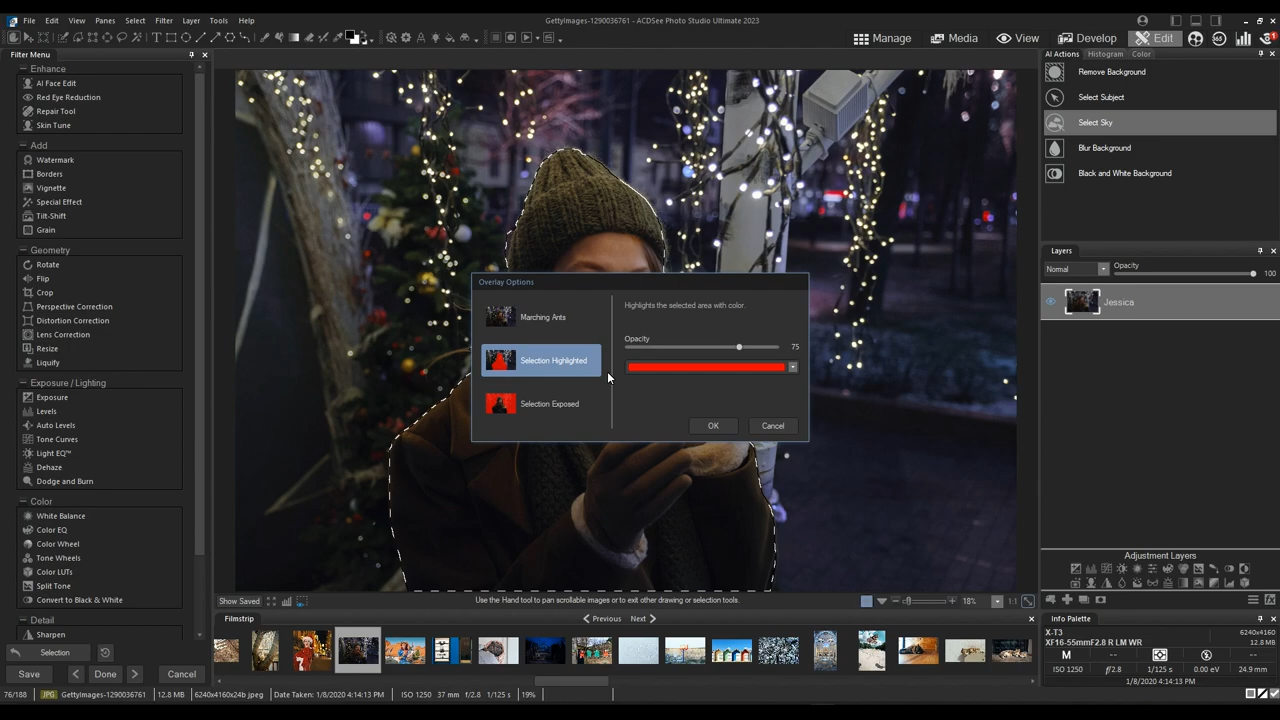 GettyImages-1290036761 - ACDSee Photo Studio Ultimate 2023
File Edit View Panes Select Filter Layer Tools Help
Manage Media View Develop Edit 365
Filter Menu
Enhance
AI Face Edit
Red Eye Reduction
Repair Tool
Skin Tune
Add
Watermark
Borders
Vignette
Special Effect
Tilt-Shift
Grain
Geometry
Rotate
Flip
Crop
Perspective Correction
Distortion Correction
Lens Correction
Resize
Liquify
Exposure / Lighting
Exposure
Levels
Auto Levels
Tone Curves
Light EQ™
Dehaze
Dodge and Burn
Color
White Balance
Color EQ
Color Wheel
Tone Wheels
Color LUTs
Split Tone
Convert to Black & White
Detail
Sharpen
Selection
Save Done Cancel
Overlay Options
Marching Ants
Selection Highlighted
Selection Exposed
Highlights the selected area with color.
Opacity
75
OK Cancel
AI Actions Histogram Color
Remove Background
Select Subject
Select Sky
Blur Background
Black and White Background
Layers
Normal Opacity 100
Jessica
Adjustment Layers
Show Saved
Use the Hand tool to pan scrollable images or to exit other drawing or selection tools.
18% 1:1
Filmstrip Previous Next
Info Palette
X-T3 6240x4160
XF16-55mmF2.8 R LM WR 12.8 MB
M -- --
ISO 1250 f/2.8 1/125 s 0.00 eV 24.9 mm
1/8/2020 4:14:13 PM
76/188 JPG GettyImages-1290036761 12.8 MB 6240x4160x24b jpeg Date Taken: 1/8/2020 4:14:13 PM ISO 1250 37 mm f/2.8 1/125 s 19%